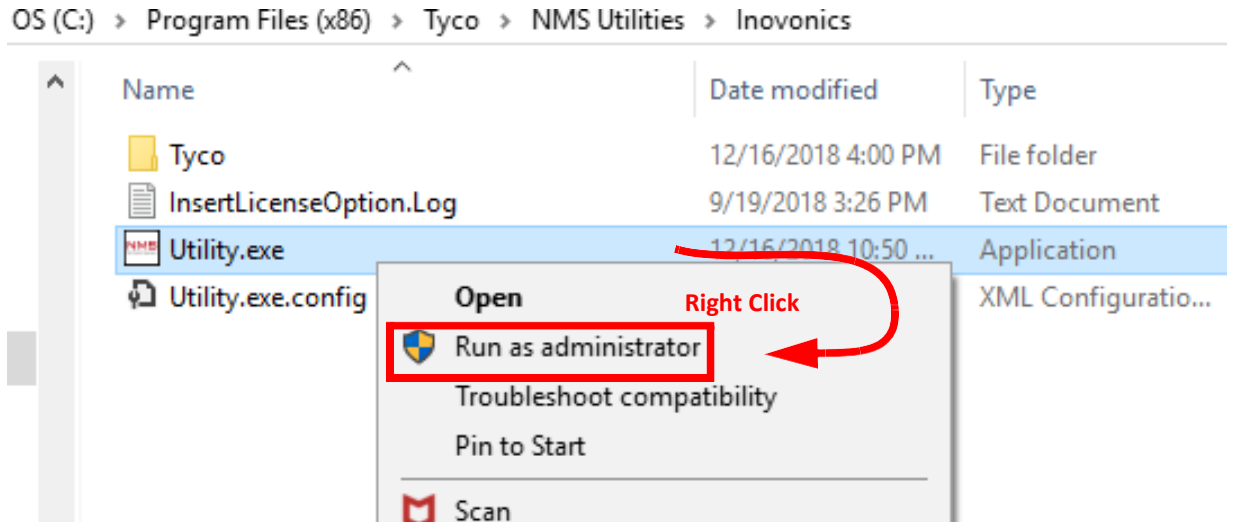 OS (C:) > Program Files (x86) > Tyco > NMS Utilities > Inovonics
Name Date modified Type
Tyco 12/16/2018 4:00 PM File folder
InsertLicenseOption.Log 9/19/2018 3:26 PM Text Document
NMS Utility.exe 12/16/2018 10:50 ... Application
Utility.exe.config XML Configuratio...
Open
Right Click
Run as administrator
Troubleshoot compatibility
Pin to Start
Scan